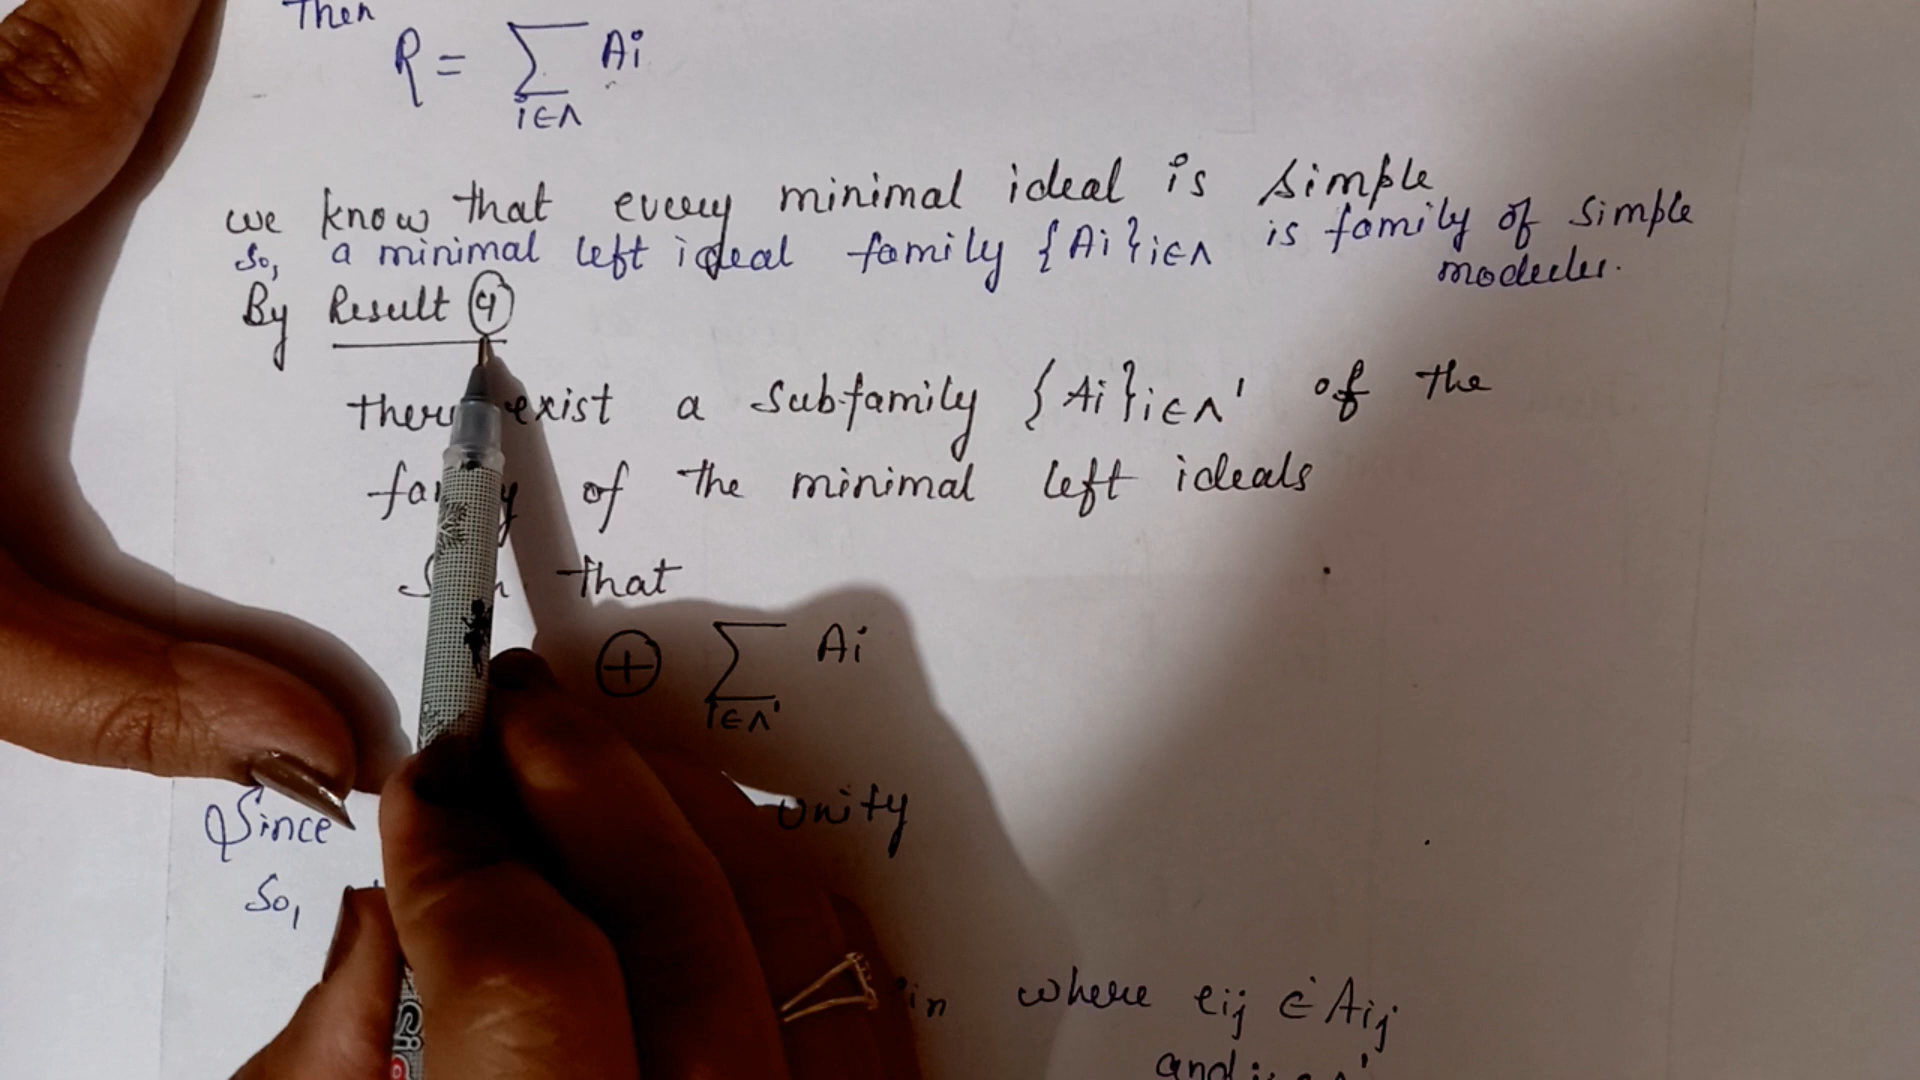 Then
R = ∑ Ai
i∈Λ
we know that every minimal ideal is simple
So, a minimal left ideal family {Ai}i∈Λ is family of simple
modules.
By Result 4
there exist a subfamily {Ai}i∈Λ' of the
of the minimal left ideals
that
⊕ ∑ Ai
i∈Λ'
Since unity
So,
in where eij ∈ Aij
and